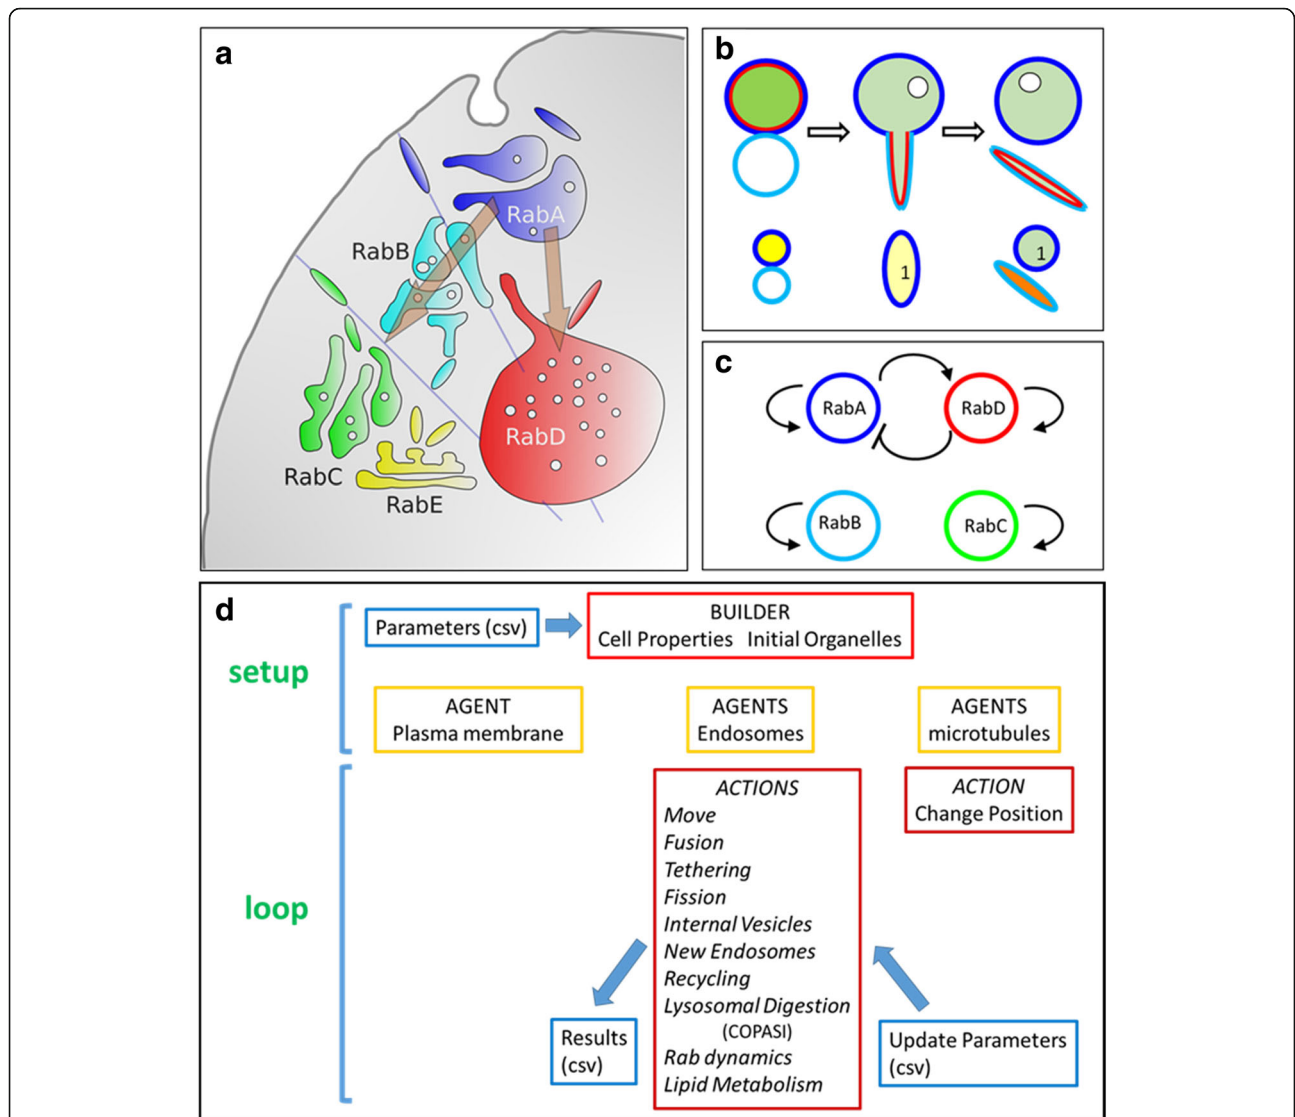 a
RabA
RabB
RabD
RabC
RabE
b
1
1
c
RabA
RabD
RabB
RabC
d
setup
Parameters (csv)
BUILDER
Cell Properties Initial Organelles
AGENT
Plasma membrane
AGENTS
Endosomes
AGENTS
microtubules
loop
ACTIONS
Move
Fusion
Tethering
Fission
Internal Vesicles
New Endosomes
Recycling
Lysosomal Digestion
(COPASI)
Rab dynamics
Lipid Metabolism
ACTION
Change Position
Results
(csv)
Update Parameters
(csv)